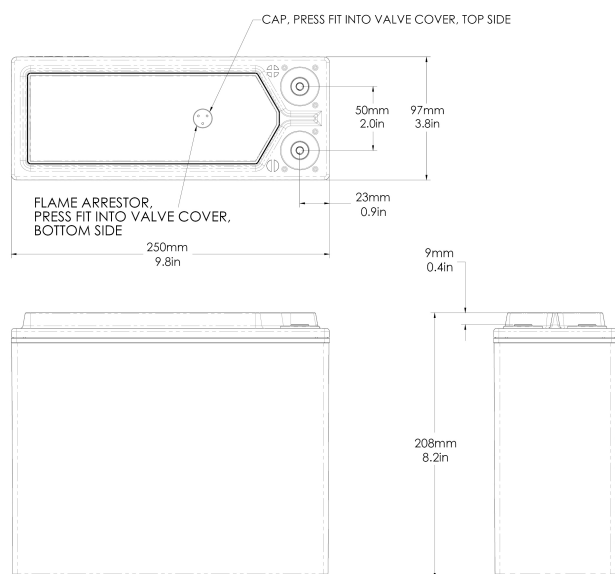 CAP, PRESS FIT INTO VALVE COVER, TOP SIDE
50mm
2.0in
97mm
3.8in
FLAME ARRESTOR,
PRESS FIT INTO VALVE COVER,
BOTTOM SIDE
23mm
0.9in
250mm
9.8in
9mm
0.4in
208mm
8.2in